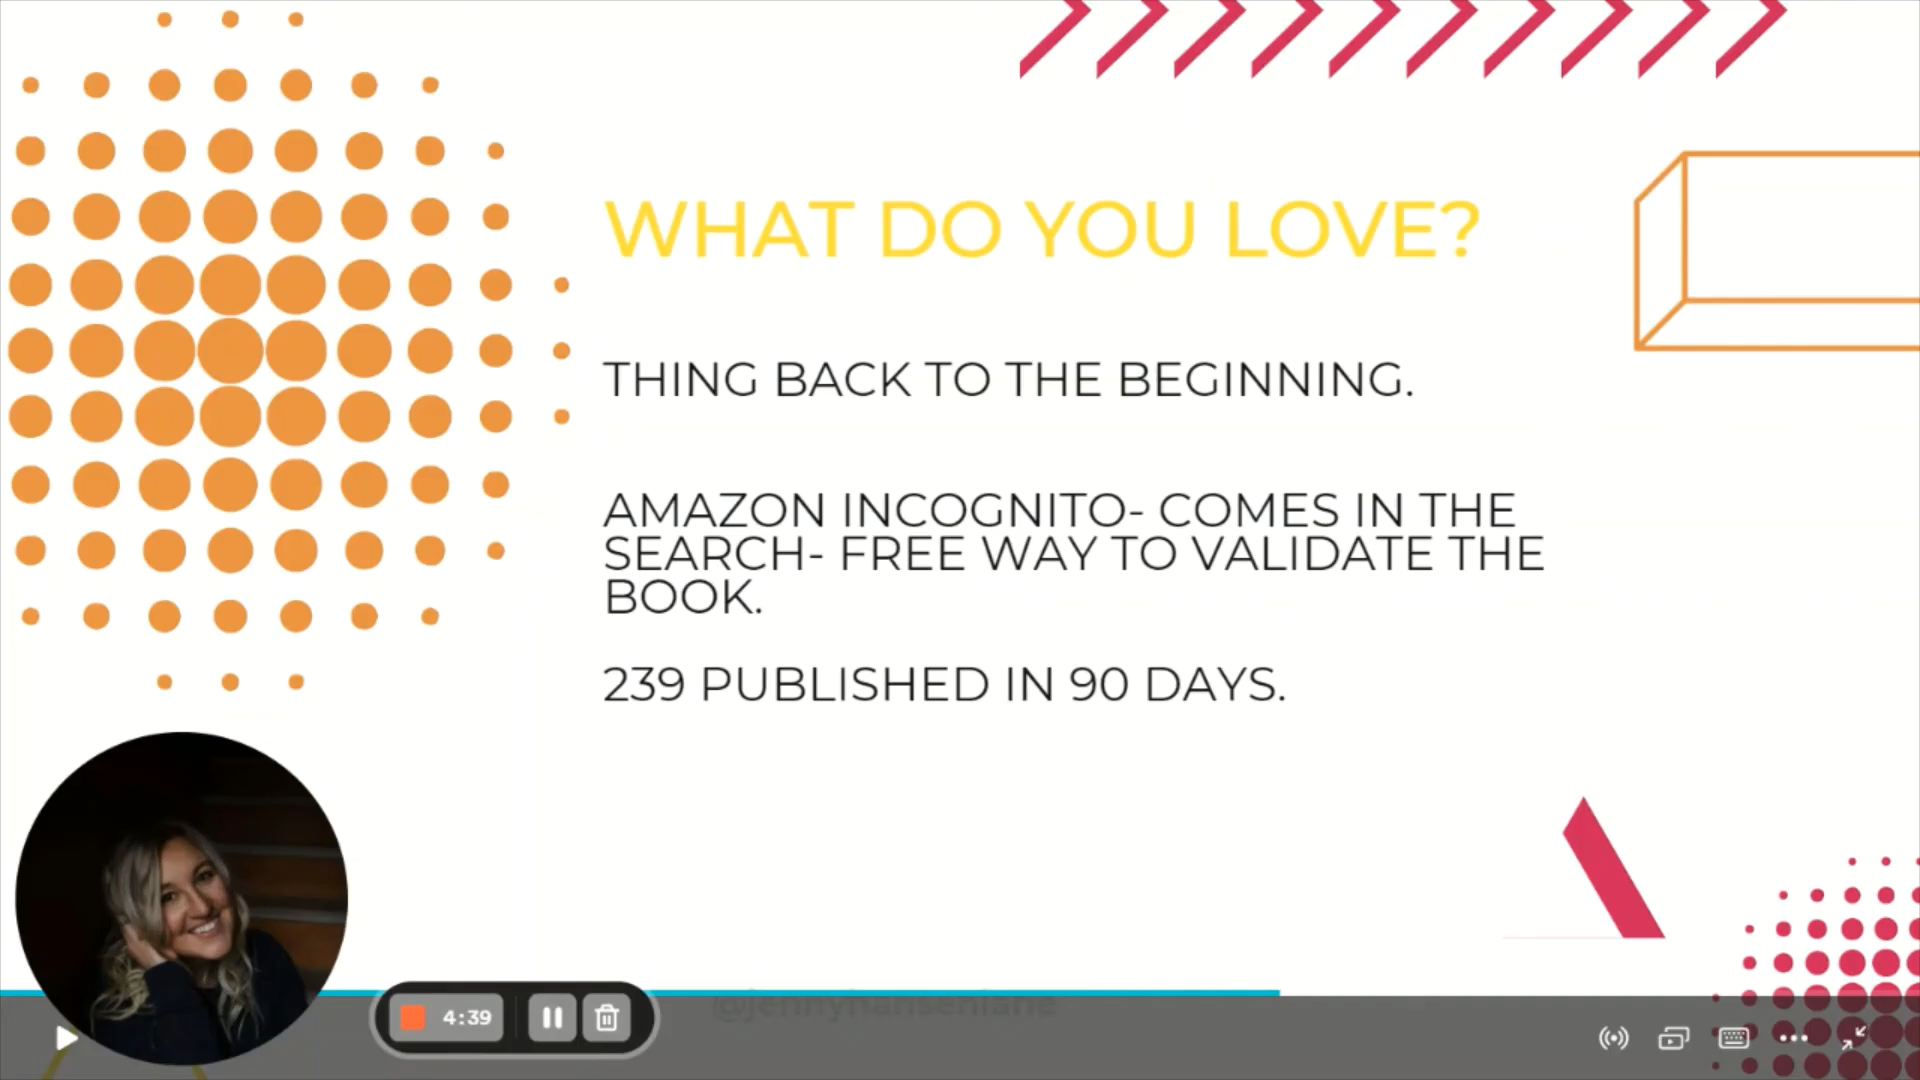 WHAT DO YOU LOVE?
THING BACK TO THE BEGINNING.
AMAZON INCOGNITO- COMES IN THE
SEARCH- FREE WAY TO VALIDATE THE
BOOK.
239 PUBLISHED IN 90 DAYS.
@jennyhansenlane
4:39